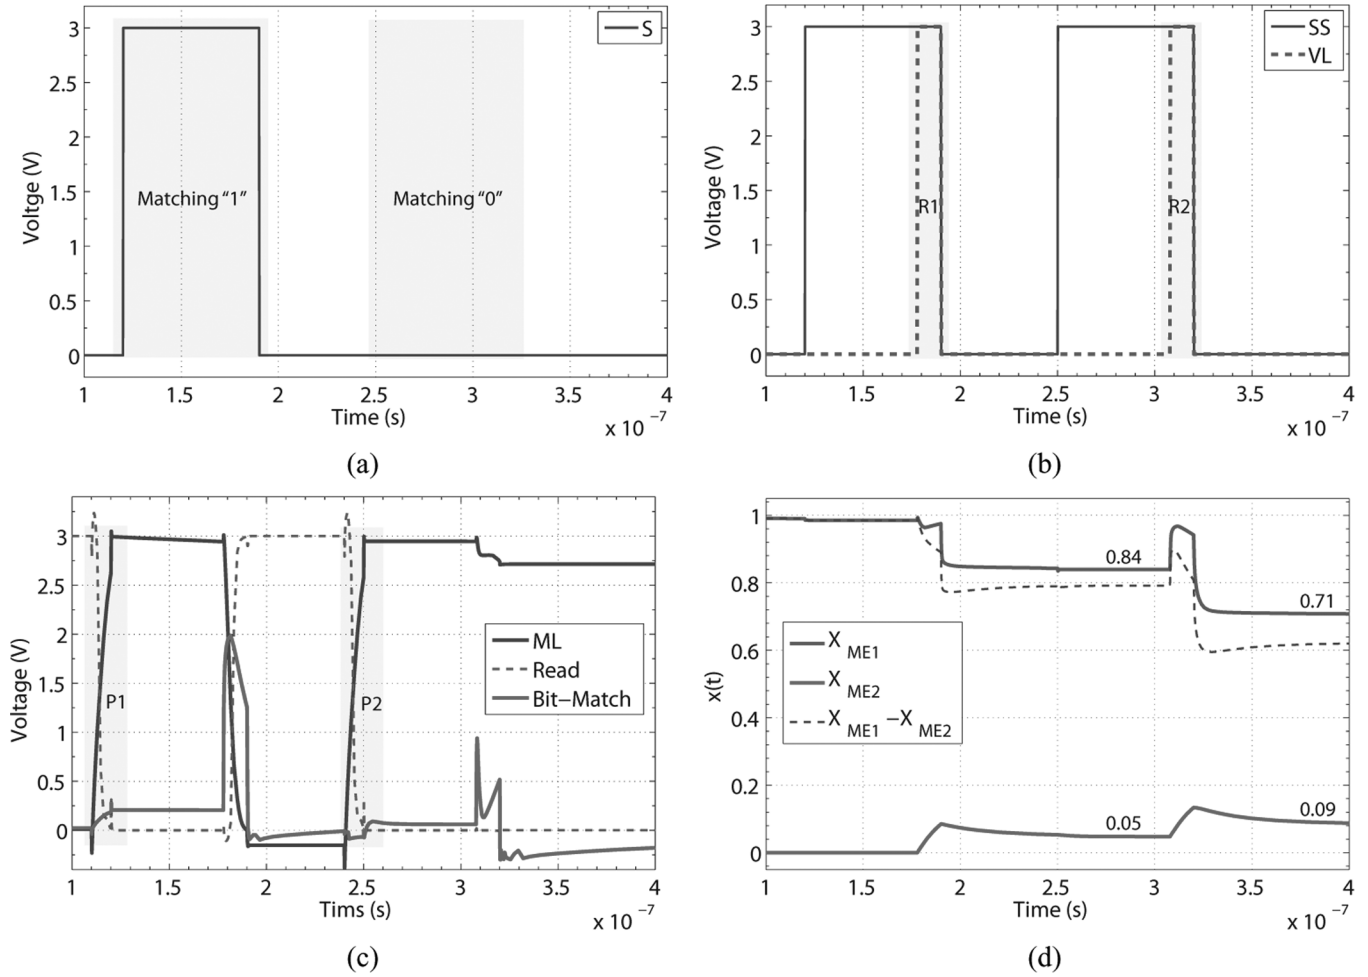 S
Matching “1”
Matching “0”
Voltge (V)
3
2.5
2
1.5
1
0.5
0
1 1.5 2 2.5 3 3.5 4
Time (s)
x 10 −7
(a)
SS
VL
R1
R2
Voltage (V)
3
2.5
2
1.5
1
0.5
0
1 1.5 2 2.5 3 3.5 4
Time (s)
x 10 −7
(b)
ML
Read
Bit−Match
P1
P2
Voltage (V)
3
2.5
2
1.5
1
0.5
0
1 1.5 2 2.5 3 3.5 4
Tims (s)
x 10 −7
(c)
0.84
0.71
X ME1
X ME2
X ME1 −X ME2
0.05
0.09
x(t)
1
0.8
0.6
0.4
0.2
0
1 1.5 2 2.5 3 3.5 4
Time (s)
x 10 −7
(d)